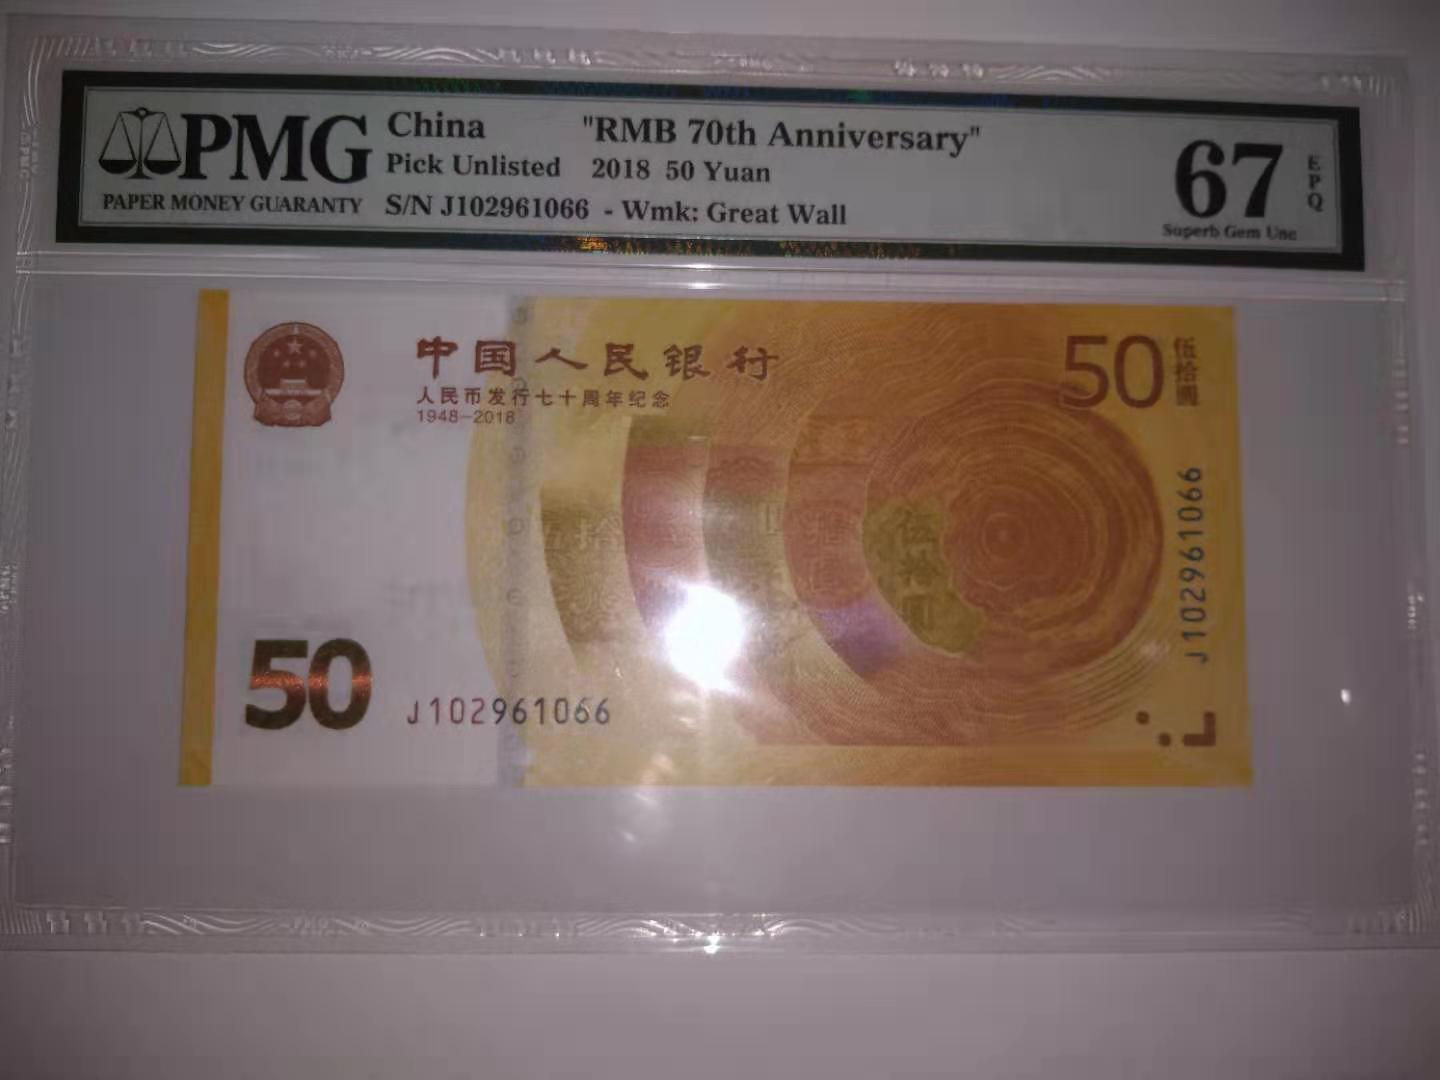 PMG
PAPER MONEY GUARANTY
China "RMB 70th Anniversary"
Pick Unlisted 2018 50 Yuan
S/N J102961066 - Wmk: Great Wall
67 EPQ
Superb Gem Unc
中国人民银行
人民币发行七十周年纪念
1948-2018
50 伍拾圆
伍拾
J102961066
50
J102961066